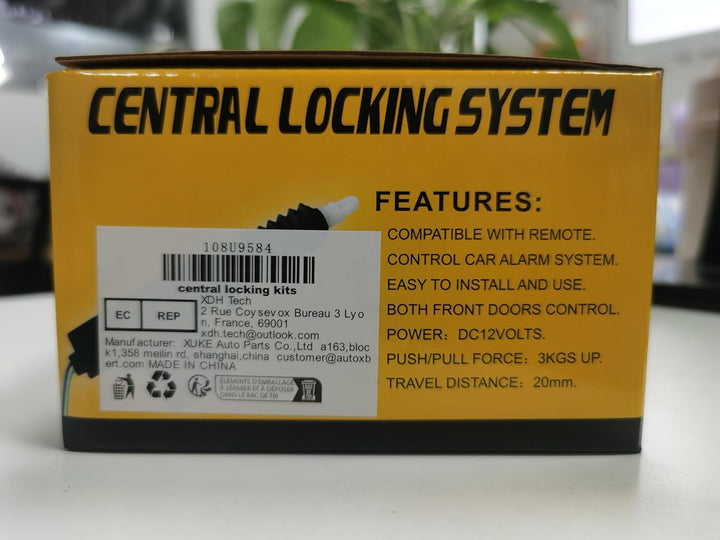 CENTRAL LOCKING SYSTEM
FEATURES:
COMPATIBLE WITH REMOTE.
CONTROL CAR ALARM SYSTEM.
EASY TO INSTALL AND USE.
BOTH FRONT DOORS CONTROL.
POWER: DC12VOLTS.
PUSH/PULL FORCE: 3KGS UP.
TRAVEL DISTANCE: 20mm.
108U9584
central locking kits
EC REP
XDH Tech
2 Rue Coysevox Bureau 3 Lyo
n, France, 69001
xdh.tech@outlook.com
Manufacturer: XUKE Auto Parts Co.,Ltd a163,bloc
k1,358 meilin rd, shanghai,china customer@autoxb
ert.com MADE IN CHINA
ÉLÉMENTS D'EMBALLAGE
À SÉPARER ET À DÉPOSER
DANS LE BAC DE TRI